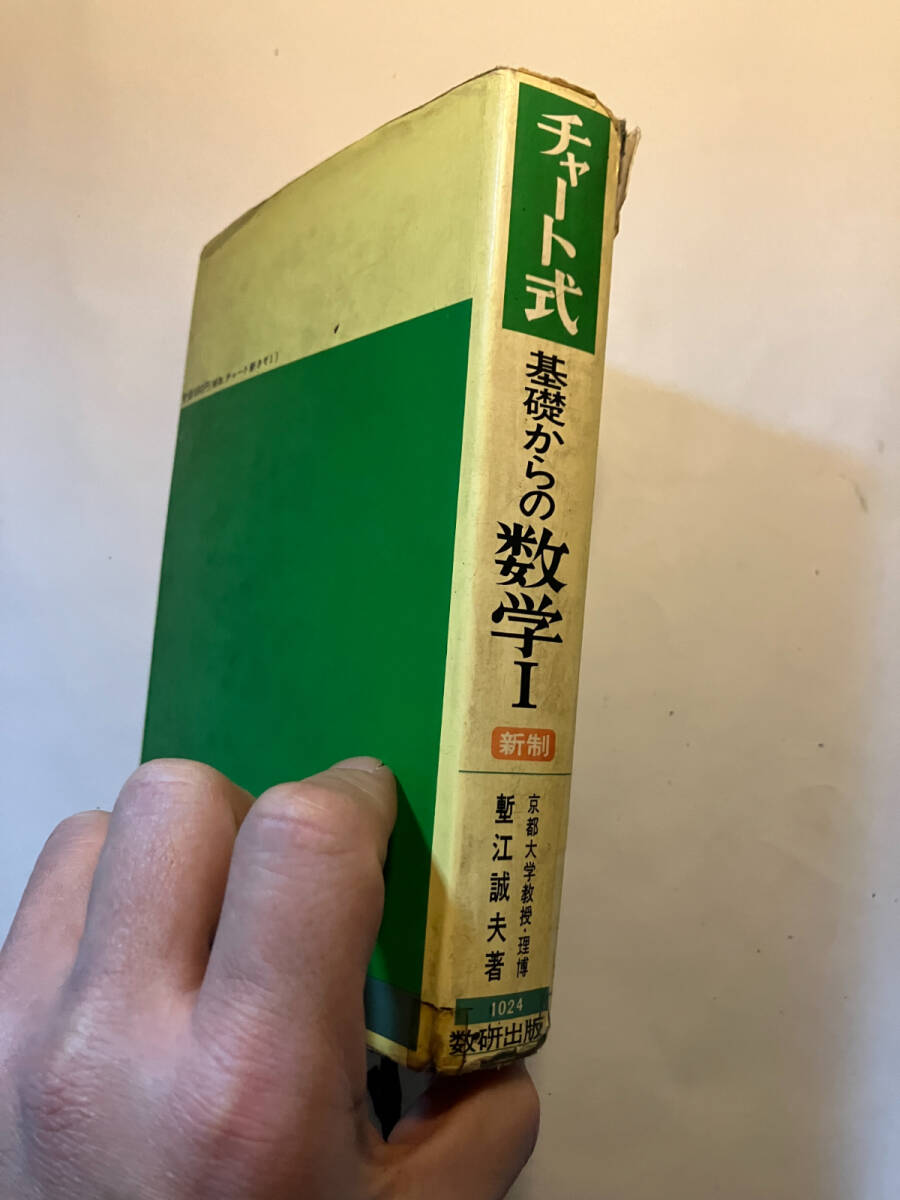 チャート式
基礎からの
数学I
新制
京都大学教授・理博
塹江誠夫著
1024
数研出版